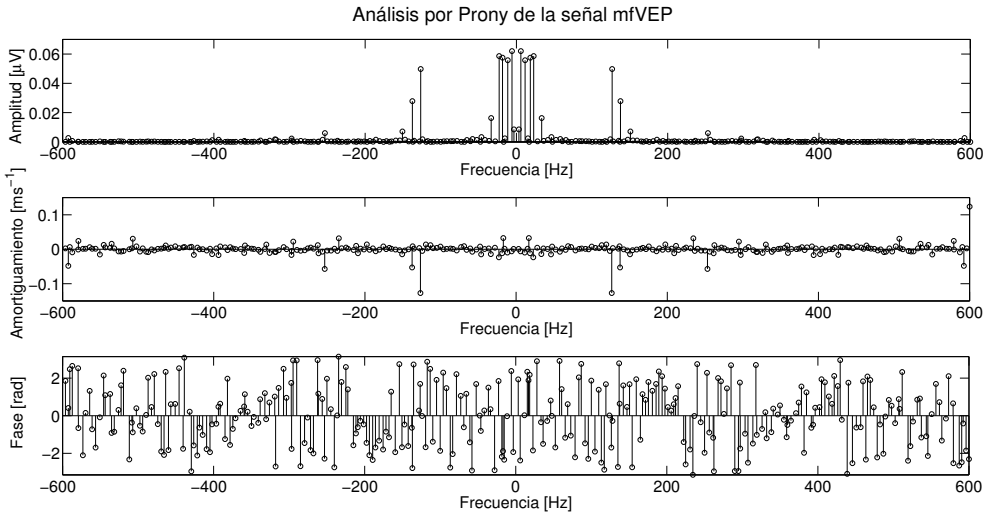 Análisis por Prony de la señal mfVEP
Amplitud [µV]
0.06
0.04
0.02
0
−600 −400 −200 0 200 400 600
Frecuencia [Hz]
Amortiguamiento [ms⁻¹]
0.1
0
−0.1
−600 −400 −200 0 200 400 600
Frecuencia [Hz]
Fase [rad]
2
0
−2
−600 −400 −200 0 200 400 600
Frecuencia [Hz]